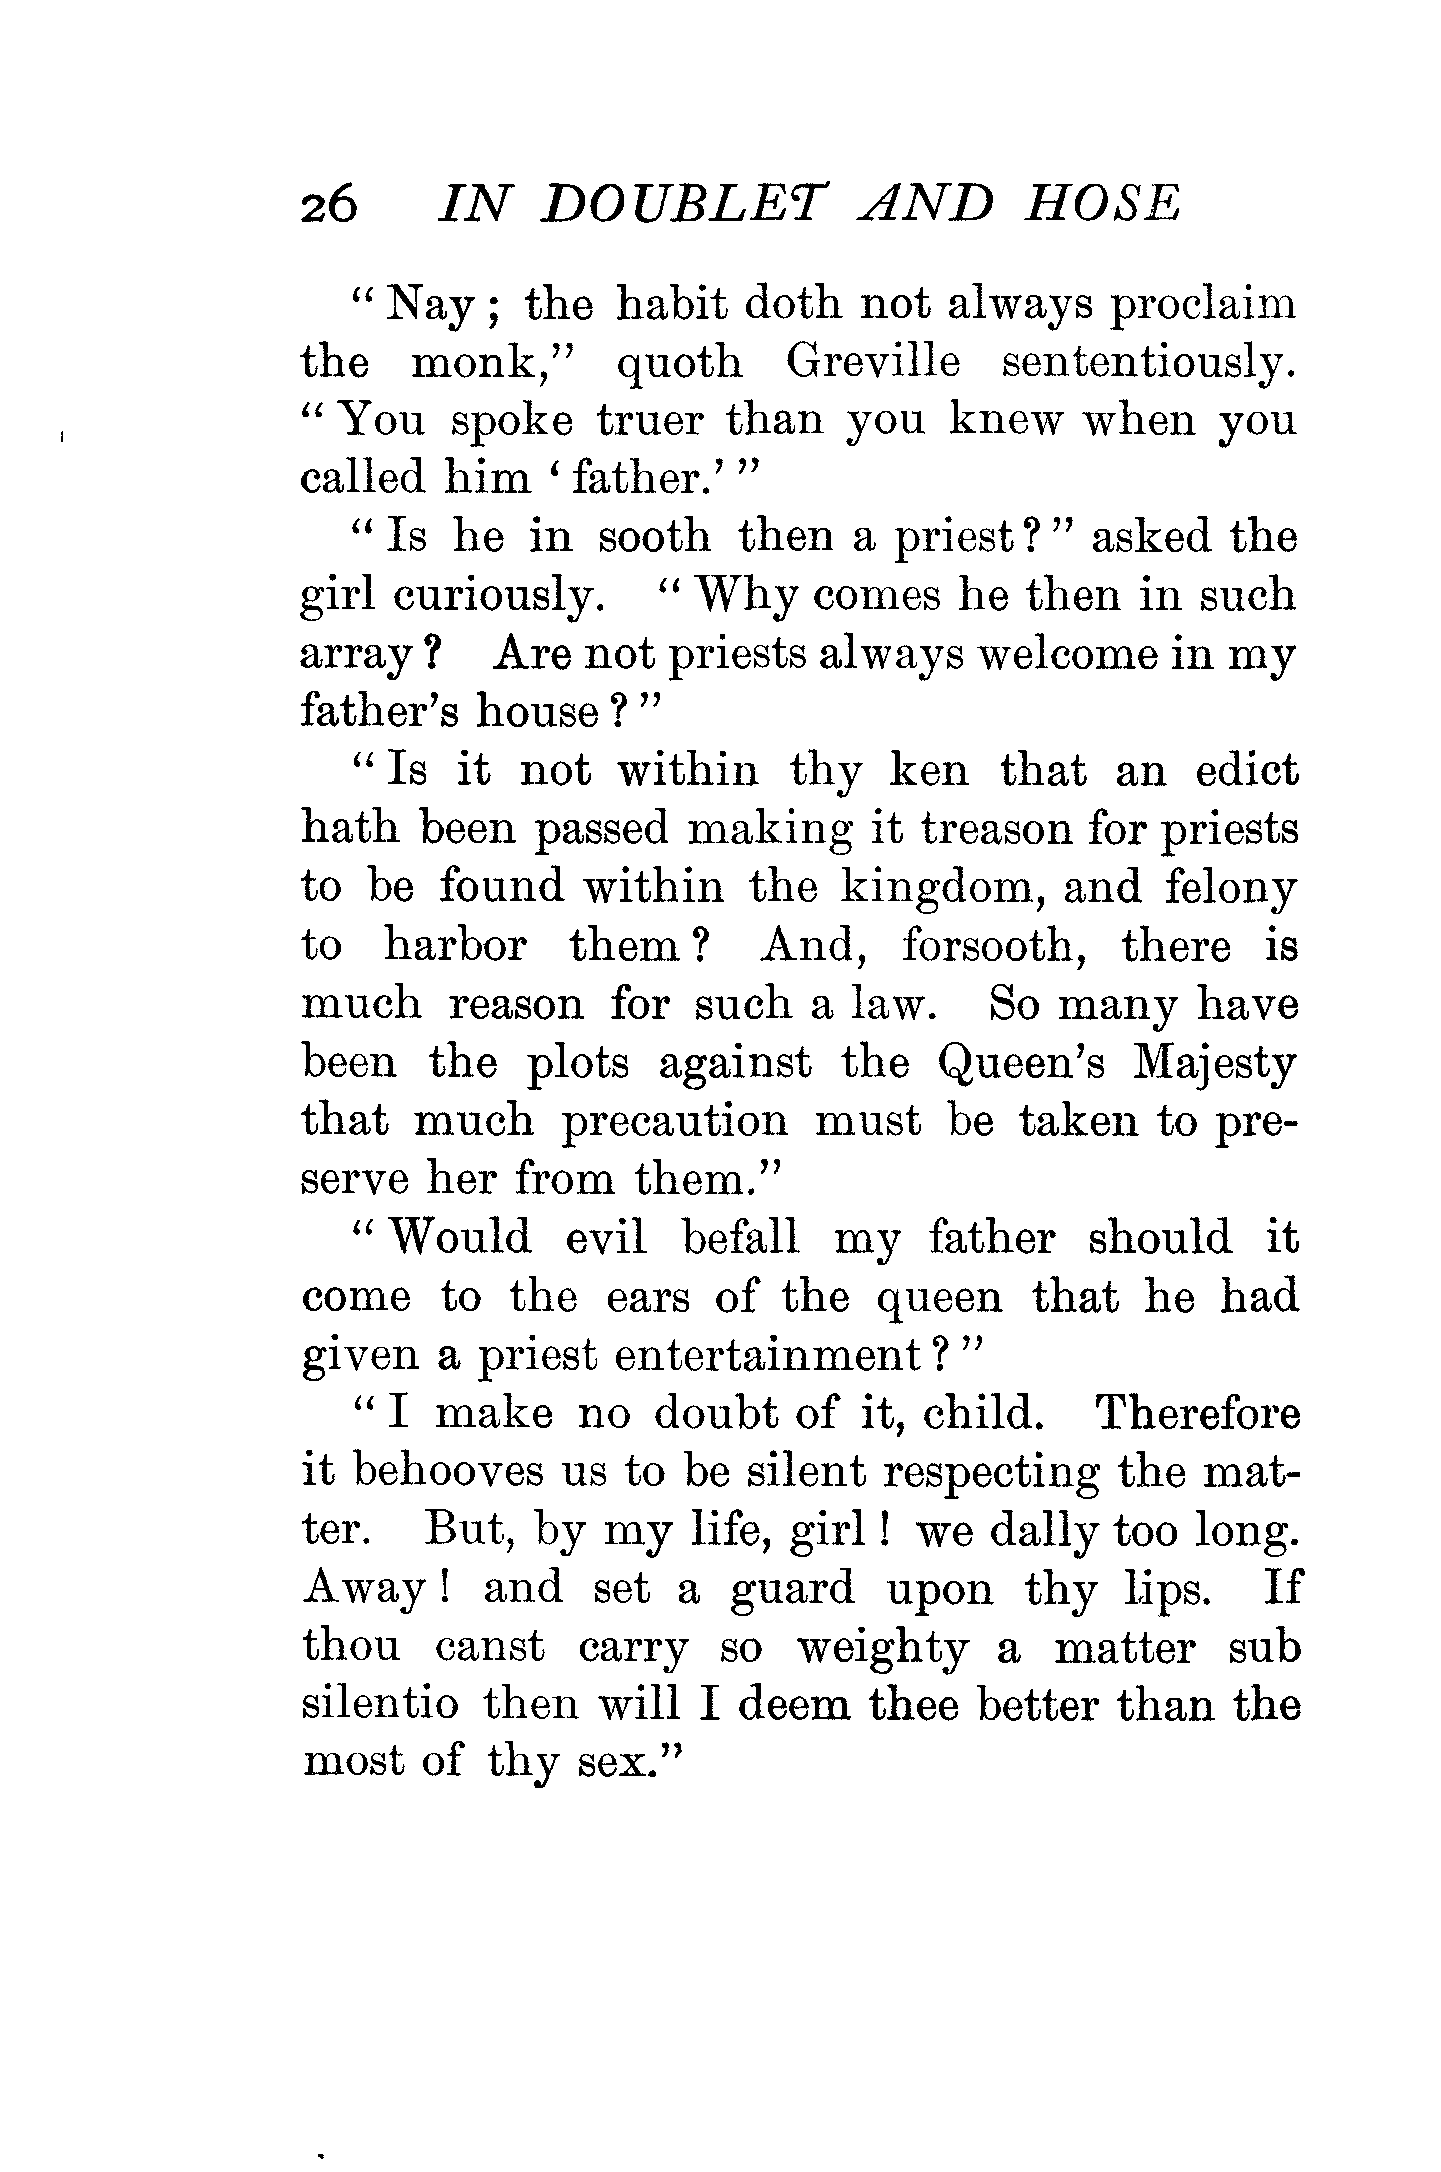 26 IN DOUBLET AND HOSE
“ Nay ; the habit doth not always proclaim
the monk,” quoth Greville sententiously.
“ You spoke truer than you knew when you
called him ‘ father.’ ”
“ Is he in sooth then a priest? ” asked the
girl curiously. “ Why comes he then in such
array ? Are not priests always welcome in my
father’s house ? ”
“ Is it not within thy ken that an edict
hath been passed making it treason for priests
to be found within the kingdom, and felony
to harbor them ? And, forsooth, there is
much reason for such a law. So many have
been the plots against the Queen’s Majesty
that much precaution must be taken to pre-
serve her from them.”
“ Would evil befall my father should it
come to the ears of the queen that he had
given a priest entertainment ? ”
“ I make no doubt of it, child. Therefore
it behooves us to be silent respecting the mat-
ter. But, by my life, girl ! we dally too long.
Away ! and set a guard upon thy lips. If
thou canst carry so weighty a matter sub
silentio then will I deem thee better than the
most of thy sex.”